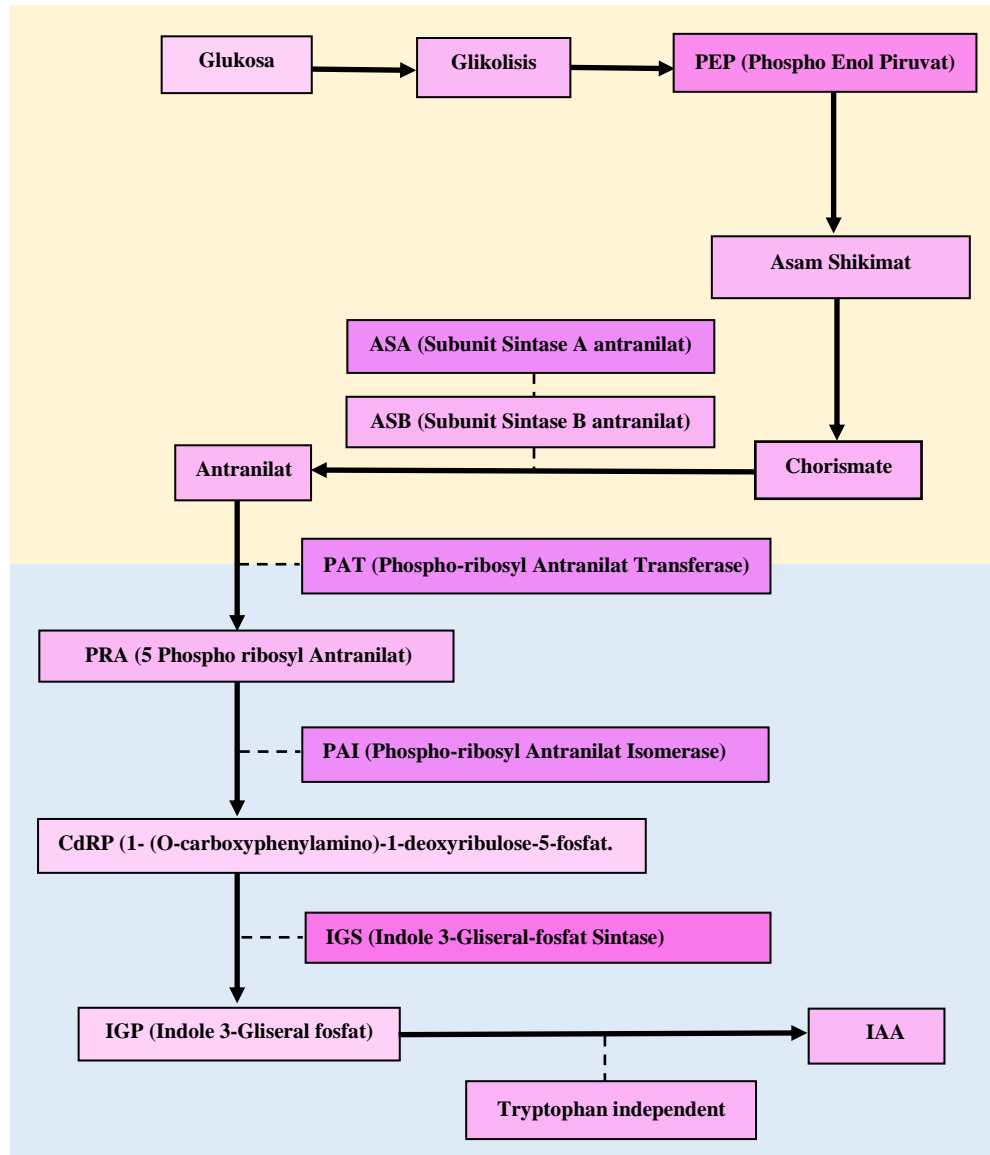 Glukosa
Glikolisis
PEP (Phospho Enol Piruvat)
Asam Shikimat
ASA (Subunit Sintase A antranilat)
ASB (Subunit Sintase B antranilat)
Antranilat
Chorismate
PAT (Phospho-ribosyl Antranilat Transferase)
PRA (5 Phospho ribosyl Antranilat)
PAI (Phospho-ribosyl Antranilat Isomerase)
CdRP (1- (O-carboxyphenylamino)-1-deoxyribulose-5-fosfat.
IGS (Indole 3-Gliseral-fosfat Sintase)
IGP (Indole 3-Gliseral fosfat)
IAA
Tryptophan independent